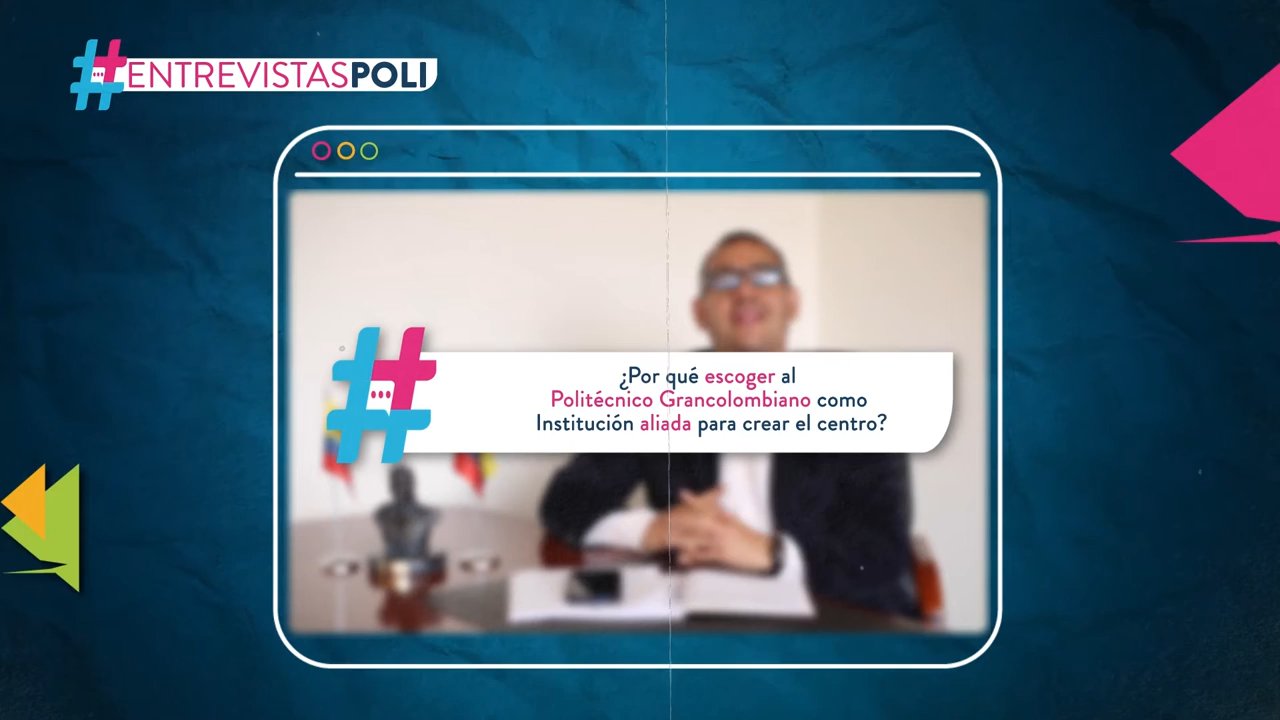 #ENTREVISTASPOLI
¿Por qué escoger al
Politécnico Grancolombiano como
Institución aliada para crear el centro?